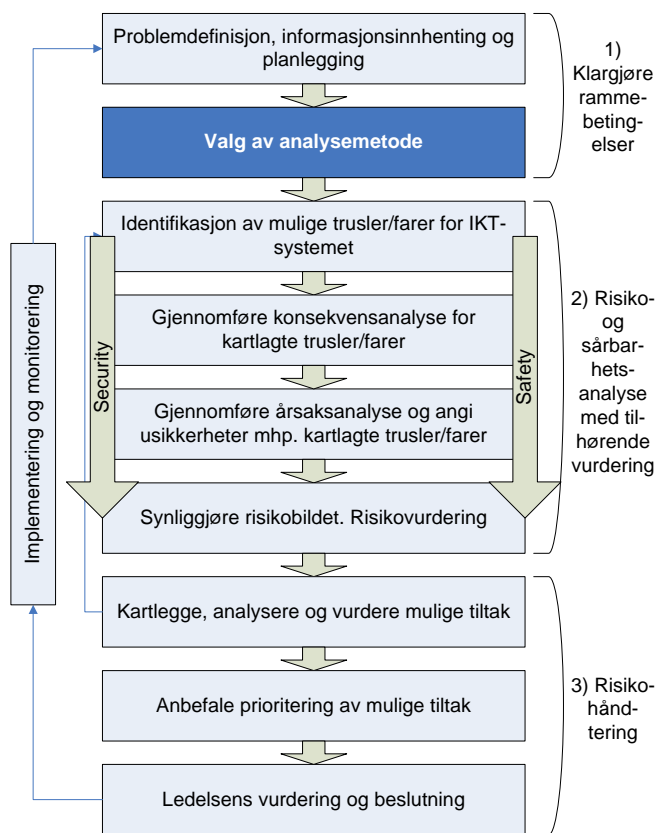 Problemdefinisjon, informasjonsinnhenting og
planlegging
1)
Klargjøre
ramme-
beting-
elser
Valg av analysemetode
Identifikasjon av mulige trusler/farer for IKT-
systemet
Gjennomføre konsekvensanalyse for
kartlagte trusler/farer
Gjennomføre årsaksanalyse og angi
usikkerheter mhp. kartlagte trusler/farer
Synliggjøre risikobildet. Risikovurdering
Security
Safety
2) Risiko-
og
sårbar-
hets-
analyse
med til-
hørende
vurdering
Implementering og monitorering
Kartlegge, analysere og vurdere mulige tiltak
Anbefale prioritering av mulige tiltak
Ledelsens vurdering og beslutning
3) Risiko-
hånd-
tering